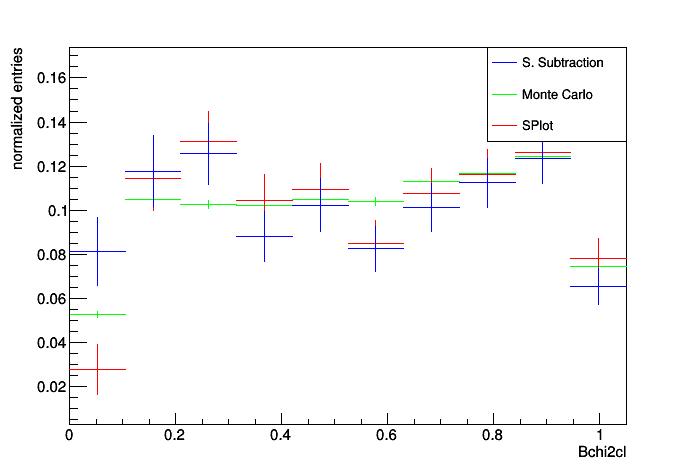 normalized entries
0.16
0.14
0.12
0.1
0.08
0.06
0.04
0.02
S. Subtraction
Monte Carlo
SPlot
0 0.2 0.4 0.6 0.8 1
Bchi2cl